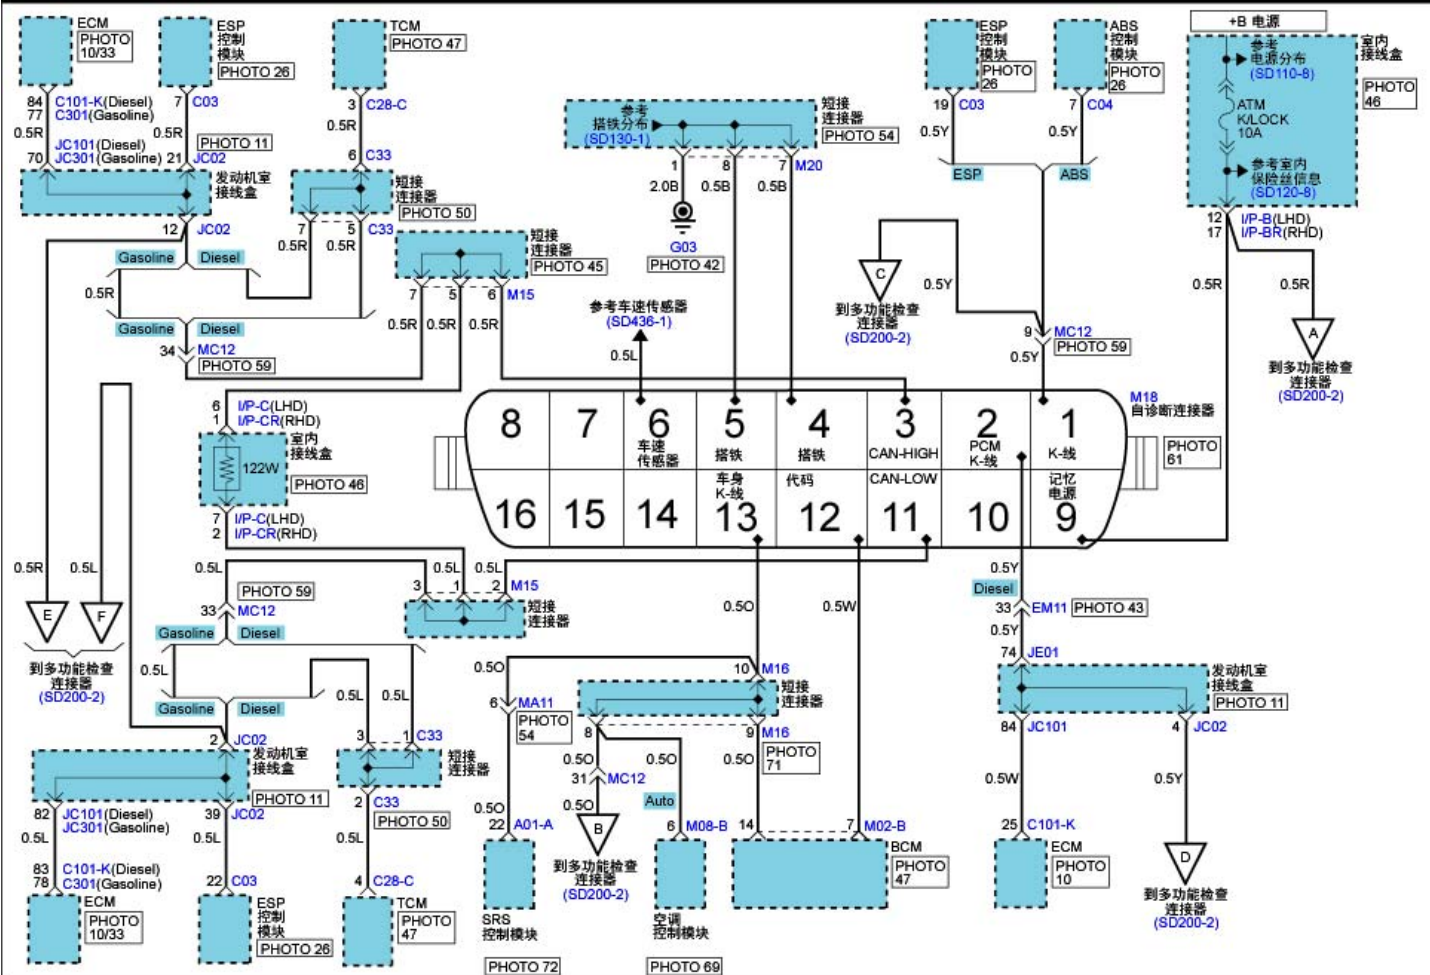 ECM
PHOTO
10/33
ESP
控制
模块
PHOTO 26
TCM
PHOTO 47
ESP
控制
模块
PHOTO
26
ABS
控制
模块
PHOTO
26
+B 电源
室内
接线盒
PHOTO
46
参考
电源分布
(SD110-8)
ATM
K/LOCK
10A
参考室内
保险丝信息
(SD120-8)
84 C101-K(Diesel)
77 C301(Gasoline)
0.5R
7 C03
0.5R
PHOTO 11
3 C28-C
0.5R
JC101(Diesel)
70 JC301(Gasoline)
21 JC02
6 C33
参考
搭铁分布
(SD130-1)
短接
连接器
PHOTO 54
19 C03
0.5Y
7 C04
0.5Y
发动机室
接线盒
短接
连接器
PHOTO 50
1 8 7 M20
2.0B 0.5B 0.5B
ESP
ABS
G03
PHOTO 42
12 I/P-B(LHD)
17 I/P-BR(RHD)
12 JC02
7 5 C33
0.5R 0.5R
Gasoline Diesel
0.5R
Gasoline Diesel
34 MC12
PHOTO 59
短接
连接器
PHOTO 45
7 5 6 M15
0.5R 0.5R 0.5R
参考车速传感器
(SD436-1)
0.5L
C
0.5Y
到多功能检查
连接器
(SD200-2)
9 MC12
0.5Y
PHOTO 59
0.5R
0.5R
A
到多功能检查
连接器
(SD200-2)
6 I/P-C(LHD)
1 I/P-CR(RHD)
室内
接线盒
122W
PHOTO 46
7 I/P-C(LHD)
2 I/P-CR(RHD)
M18
自诊断连接器
PHOTO
61
8 7 6 5 4 3 2 1
车速
传感器
搭铁
搭铁
CAN-HIGH
PCM
K-线
K-线
车身
K-线
代码
CAN-LOW
记忆
电源
16 15 14 13 12 11 10 9
0.5R 0.5L
E F
到多功能检查
连接器
(SD200-2)
0.5L
PHOTO 59
33 MC12
Gasoline Diesel
0.5L
Gasoline Diesel
0.5L 0.5L
3 1 2 M15
短接
连接器
0.5L 0.5L
3 1 C33
0.5O
0.5W
0.5Y
Diesel
33 EM11 PHOTO 43
0.5Y
74 JE01
发动机室
接线盒
PHOTO 11
0.5O
10 M16
短接
连接器
6 MA11
PHOTO
54
8
9 M16
PHOTO
71
84 JC101
4 JC02
2 JC02
发动机室
接线盒
PHOTO 11
短接
连接器
82 JC101(Diesel)
JC301(Gasoline)
0.5L
39 JC02
0.5L
2 C33
PHOTO 50
0.5L
0.5O
31 MC12
0.5O
0.5O
Auto
0.5O
0.5W
0.5Y
0.5O
22 A01-A
B
到多功能检查
连接器
(SD200-2)
6 M08-B
14
7 M02-B
25 C101-K
D
到多功能检查
连接器
(SD200-2)
83 C101-K(Diesel)
78 C301(Gasoline)
22 C03
4 C28-C
ECM
PHOTO
10/33
ESP
控制
模块
PHOTO 26
TCM
PHOTO
47
SRS
控制模块
PHOTO 72
空调
控制模块
PHOTO 69
BCM
PHOTO
47
ECM
PHOTO
10